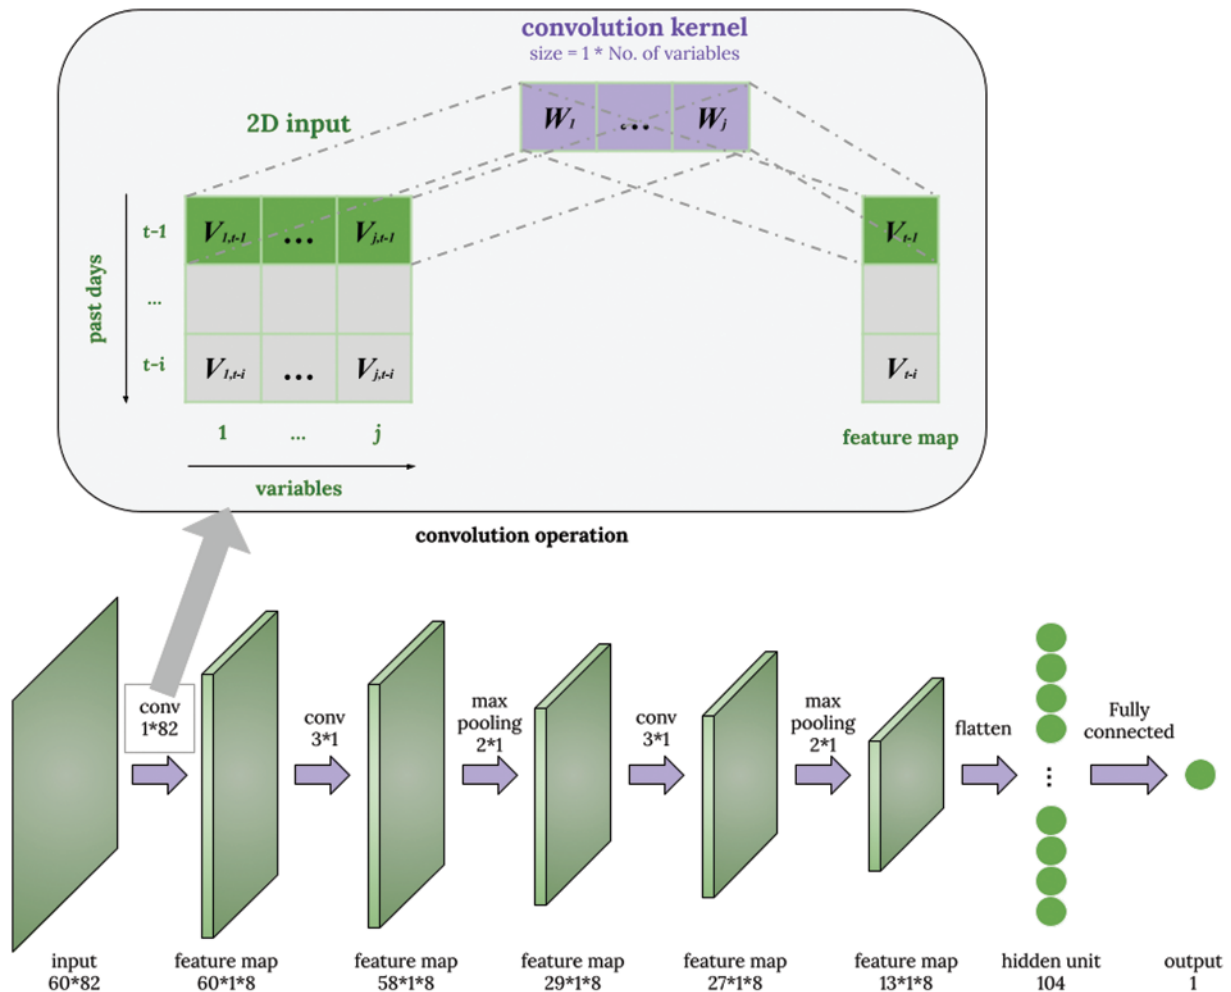 convolution kernel
size = 1 * No. of variables
W1 ... Wj
2D input
t-1 V1,t-1 ... Vj,t-1 Vt-1
...
t-i V1,t-i ... Vj,t-i Vt-i
past days
1 ... j
feature map
variables
convolution operation
conv
1*82
conv
3*1
max
pooling
2*1
conv
3*1
max
pooling
2*1
flatten
Fully
connected
...
input
60*82
feature map
60*1*8
feature map
58*1*8
feature map
29*1*8
feature map
27*1*8
feature map
13*1*8
hidden unit
104
output
1